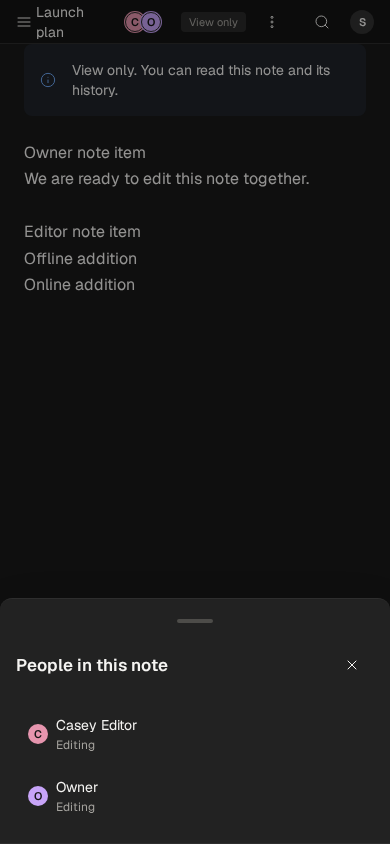 Launch
plan
C O
View only
S
View only. You can read this note and its
history.
Owner note item
We are ready to edit this note together.
Editor note item
Offline addition
Online addition
People in this note
C
Casey Editor
Editing
O
Owner
Editing